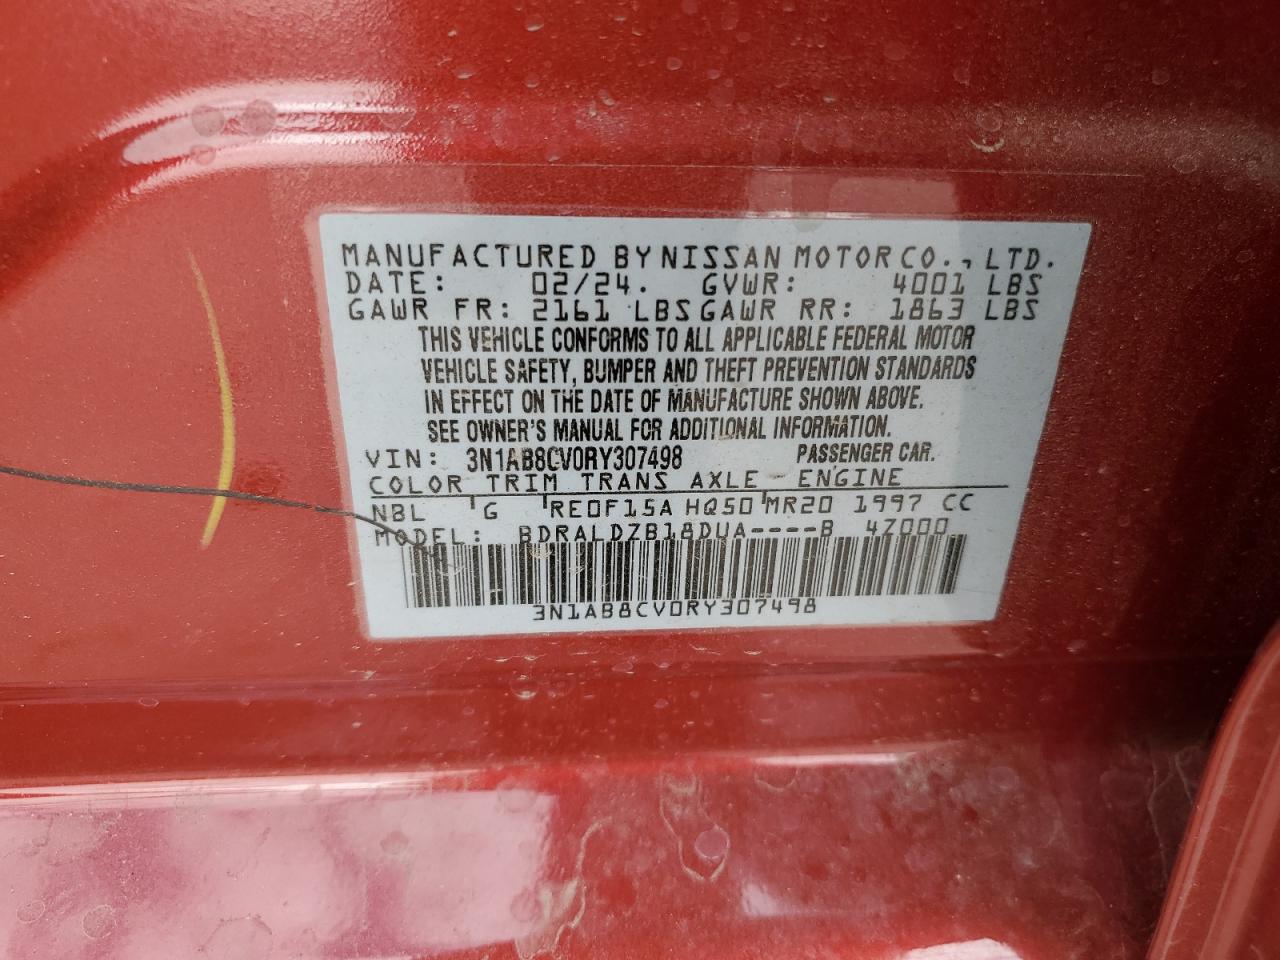 MANUFACTURED BY NISSAN MOTOR CO., LTD.
DATE: 02/24. GVWR: 4001 LBS
GAWR FR: 2161 LBS GAWR RR: 1863 LBS
THIS VEHICLE CONFORMS TO ALL APPLICABLE FEDERAL MOTOR
VEHICLE SAFETY, BUMPER AND THEFT PREVENTION STANDARDS
IN EFFECT ON THE DATE OF MANUFACTURE SHOWN ABOVE.
SEE OWNER'S MANUAL FOR ADDITIONAL INFORMATION.
VIN: 3N1AB8CV0RY307498 PASSENGER CAR.
COLOR TRIM TRANS AXLE ENGINE
NBL G RE0F15A HQ50 MR20 1997 CC
MODEL: BDRALDZB18DUA----B 4Z000
3N1AB8CV0RY307498